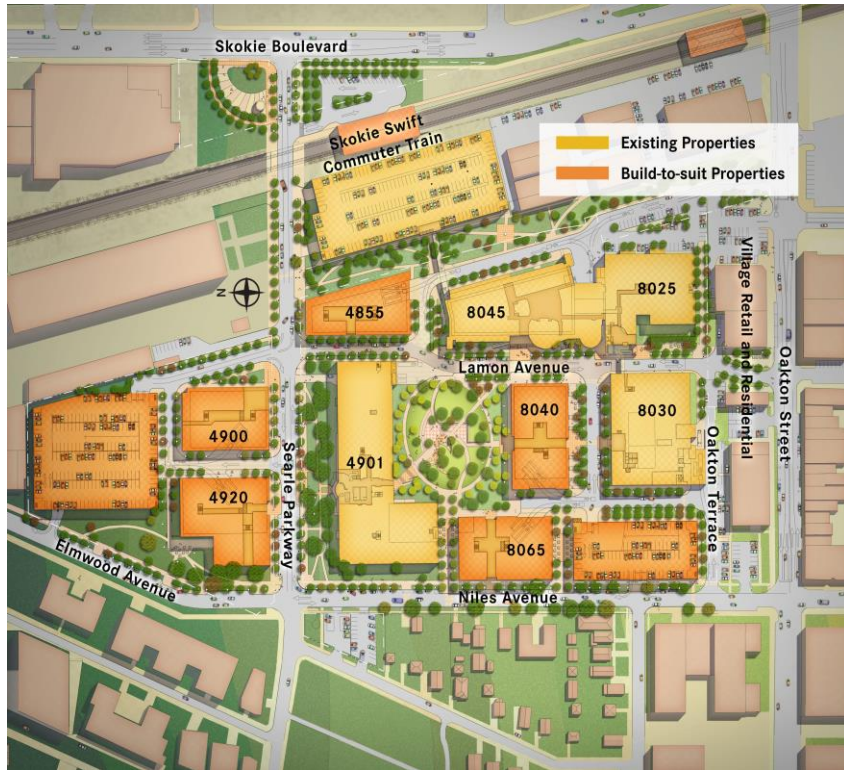 Skokie Boulevard
Skokie Swift
Commuter Train
Existing Properties
Build-to-suit Properties
N
4855
8045
8025
Village Retail and Residential
Oakton Street
Lamon Avenue
4900
4901
8040
8030
Searle Parkway
Oakton Terrace
4920
8065
Elmwood Avenue
Niles Avenue